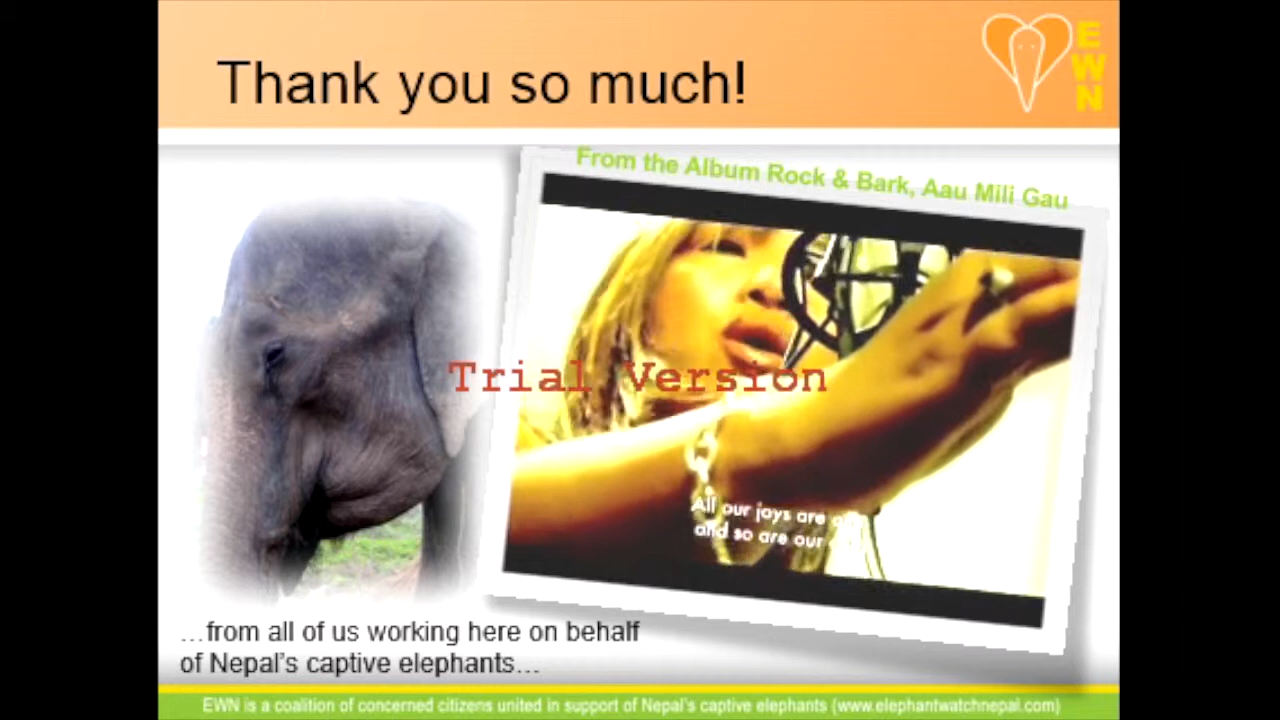 Thank you so much!
EWN
From the Album Rock & Bark, Aau Mili Gau
Trial Version
All our joys are
and so are our
…from all of us working here on behalf
of Nepal's captive elephants…
EWN is a coalition of concerned citizens united in support of Nepal's captive elephants (www.elephantwatchnepal.com)